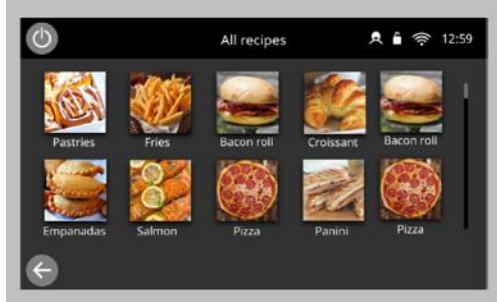 All recipes 12:59
Pastries Fries Bacon roll Croissant Bacon roll
Empanadas Salmon Pizza Panini Pizza